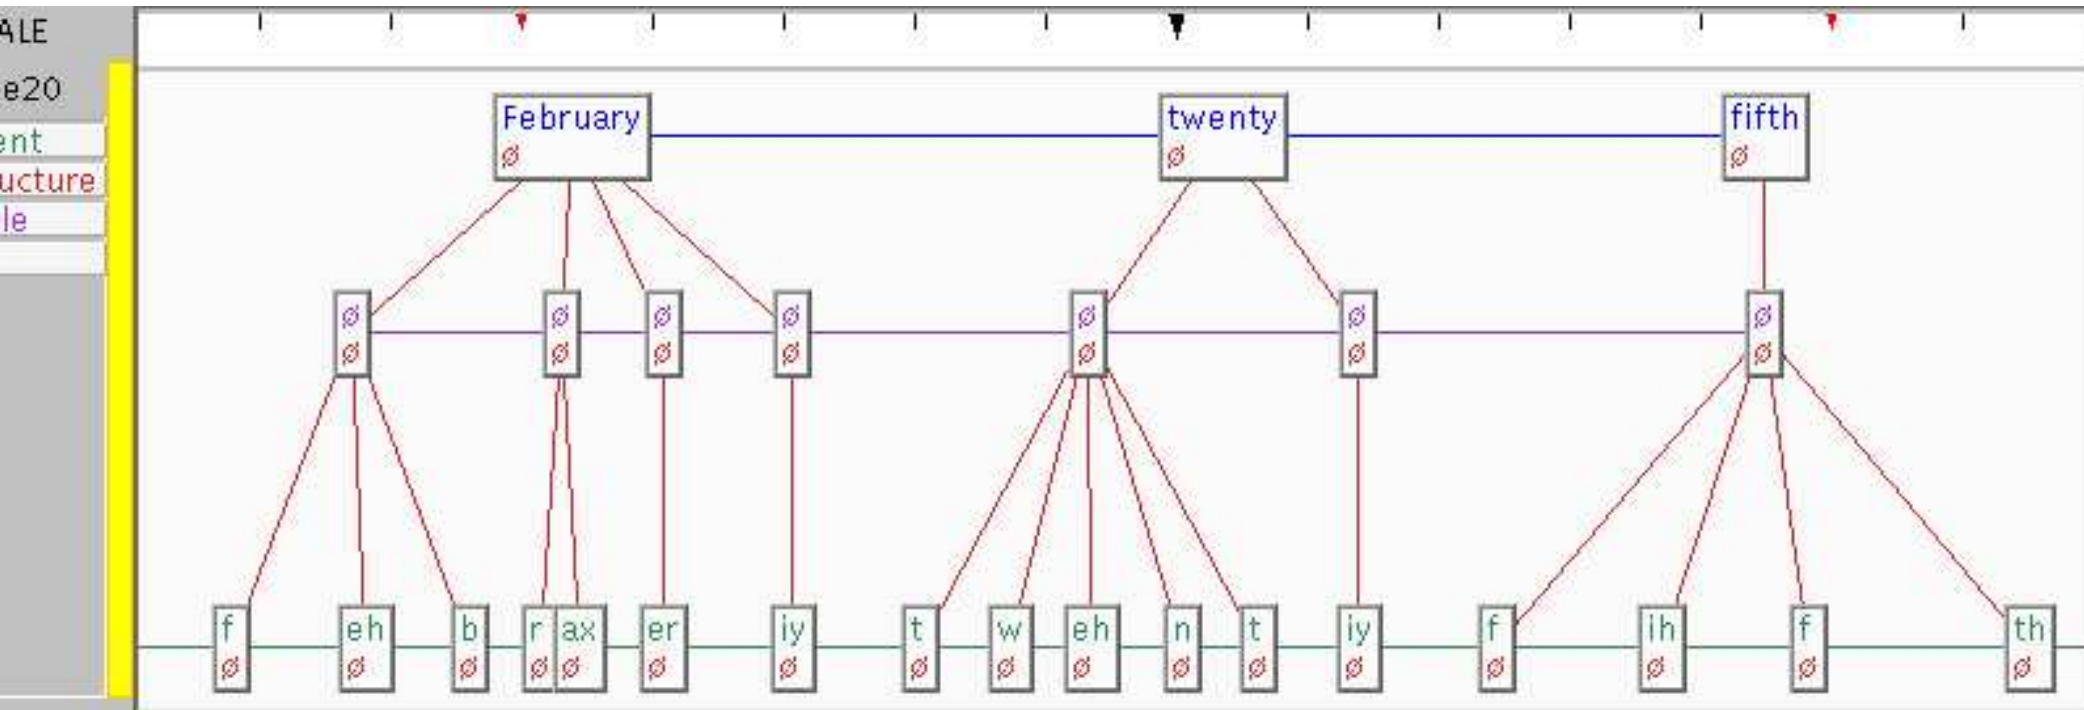 ALE
e20
ent
ucture
le
February twenty fifth
ø ø ø
ø ø ø ø ø ø ø
ø ø ø ø ø ø ø
f eh b r ax er iy t w eh n t iy f ih f th
ø ø ø ø ø ø ø ø ø ø ø ø ø ø ø ø ø